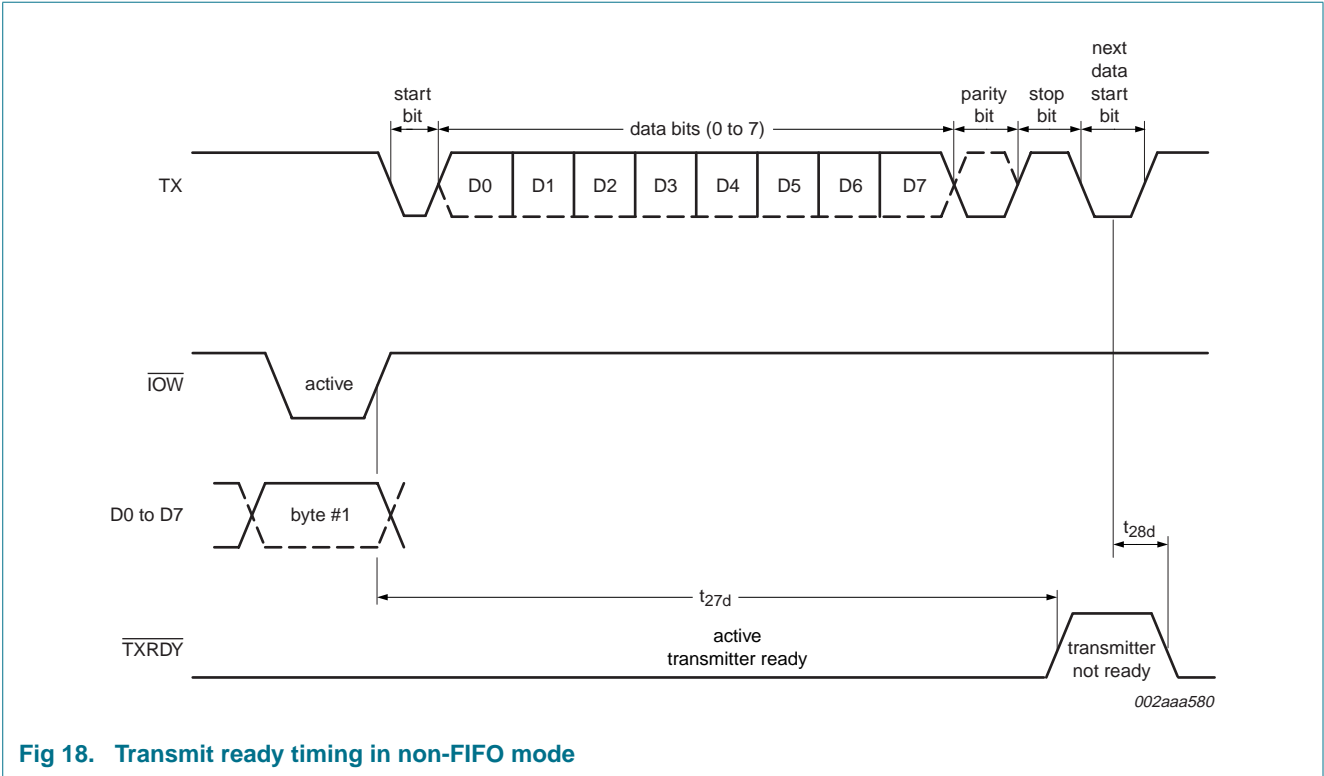 next
data
start
bit
start
bit
parity
bit
stop
bit
data bits (0 to 7)
TX
D0 D1 D2 D3 D4 D5 D6 D7
IOW
active
D0 to D7
byte #1
t28d
t27d
TXRDY
active
transmitter ready
transmitter
not ready
002aaa580
Fig 18. Transmit ready timing in non-FIFO mode